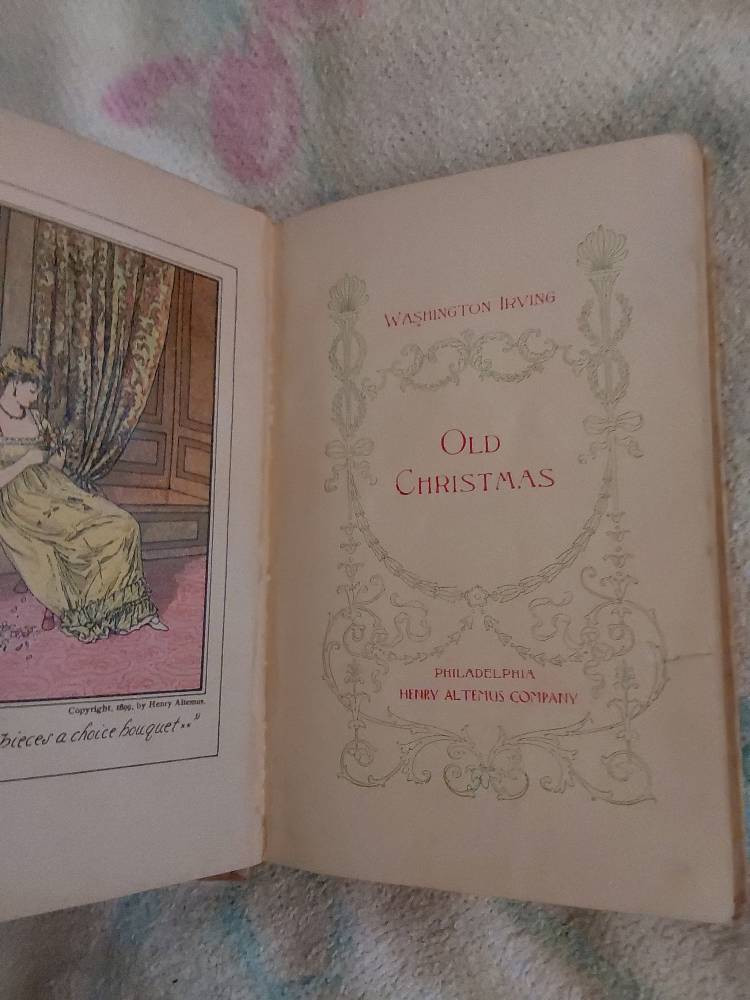 Copyright, 1899, by Henry Altemus.
pieces a choice bouquet.."
WASHINGTON IRVING
OLD
CHRISTMAS
PHILADELPHIA
HENRY ALTEMUS COMPANY